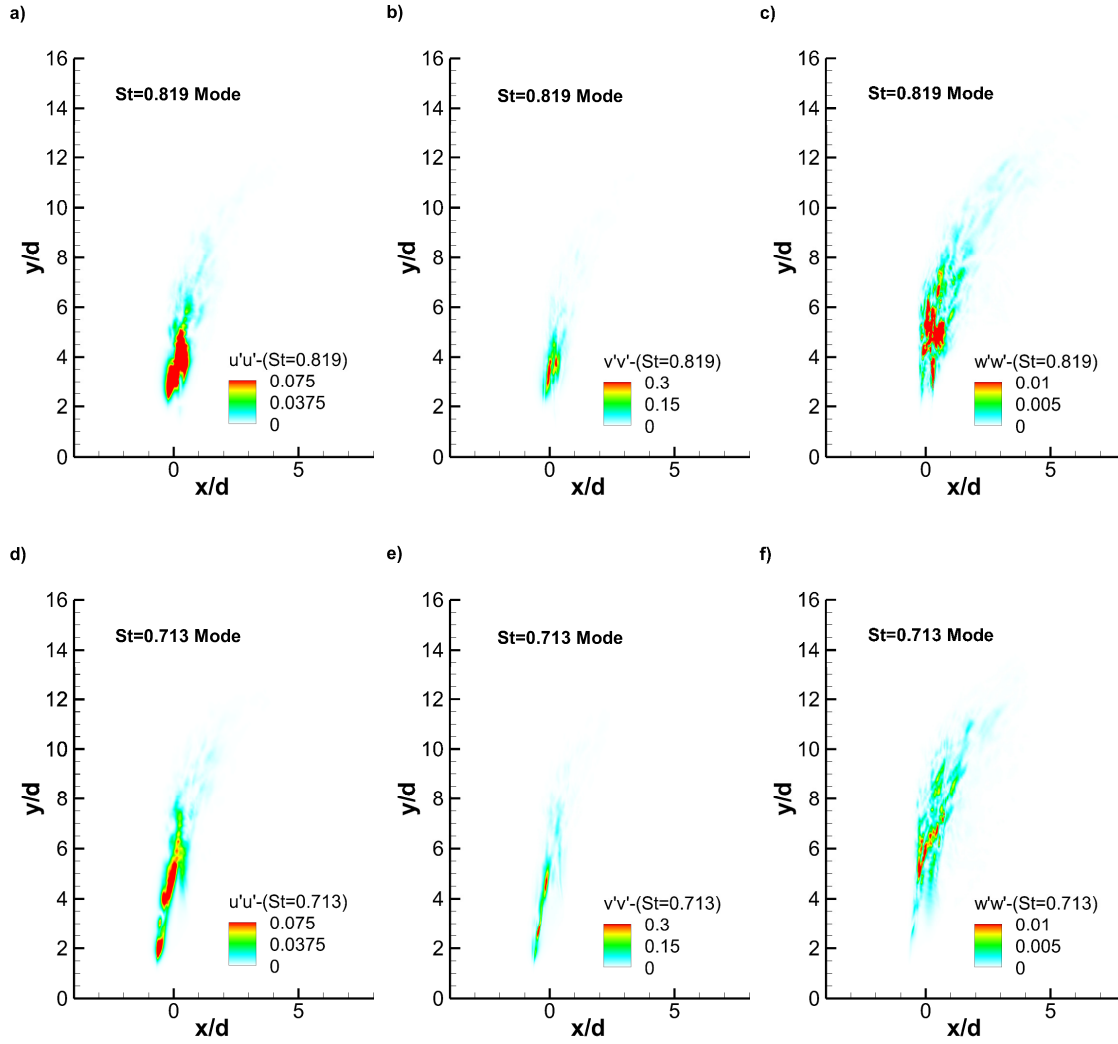 a)
16
14
12
10
8
6
4
2
0
y/d
St=0.819 Mode
u'u'-(St=0.819)
0.075
0.0375
0
0
5
x/d
b)
16
14
12
10
8
6
4
2
0
y/d
St=0.819 Mode
v'v'-(St=0.819)
0.3
0.15
0
0
5
x/d
c)
16
14
12
10
8
6
4
2
0
y/d
St=0.819 Mode
w'w'-(St=0.819)
0.01
0.005
0
0
5
x/d
d)
16
14
12
10
8
6
4
2
0
y/d
St=0.713 Mode
u'u'-(St=0.713)
0.075
0.0375
0
0
5
x/d
e)
16
14
12
10
8
6
4
2
0
y/d
St=0.713 Mode
v'v'-(St=0.713)
0.3
0.15
0
0
5
x/d
f)
16
14
12
10
8
6
4
2
0
y/d
St=0.713 Mode
w'w'-(St=0.713)
0.01
0.005
0
0
5
x/d